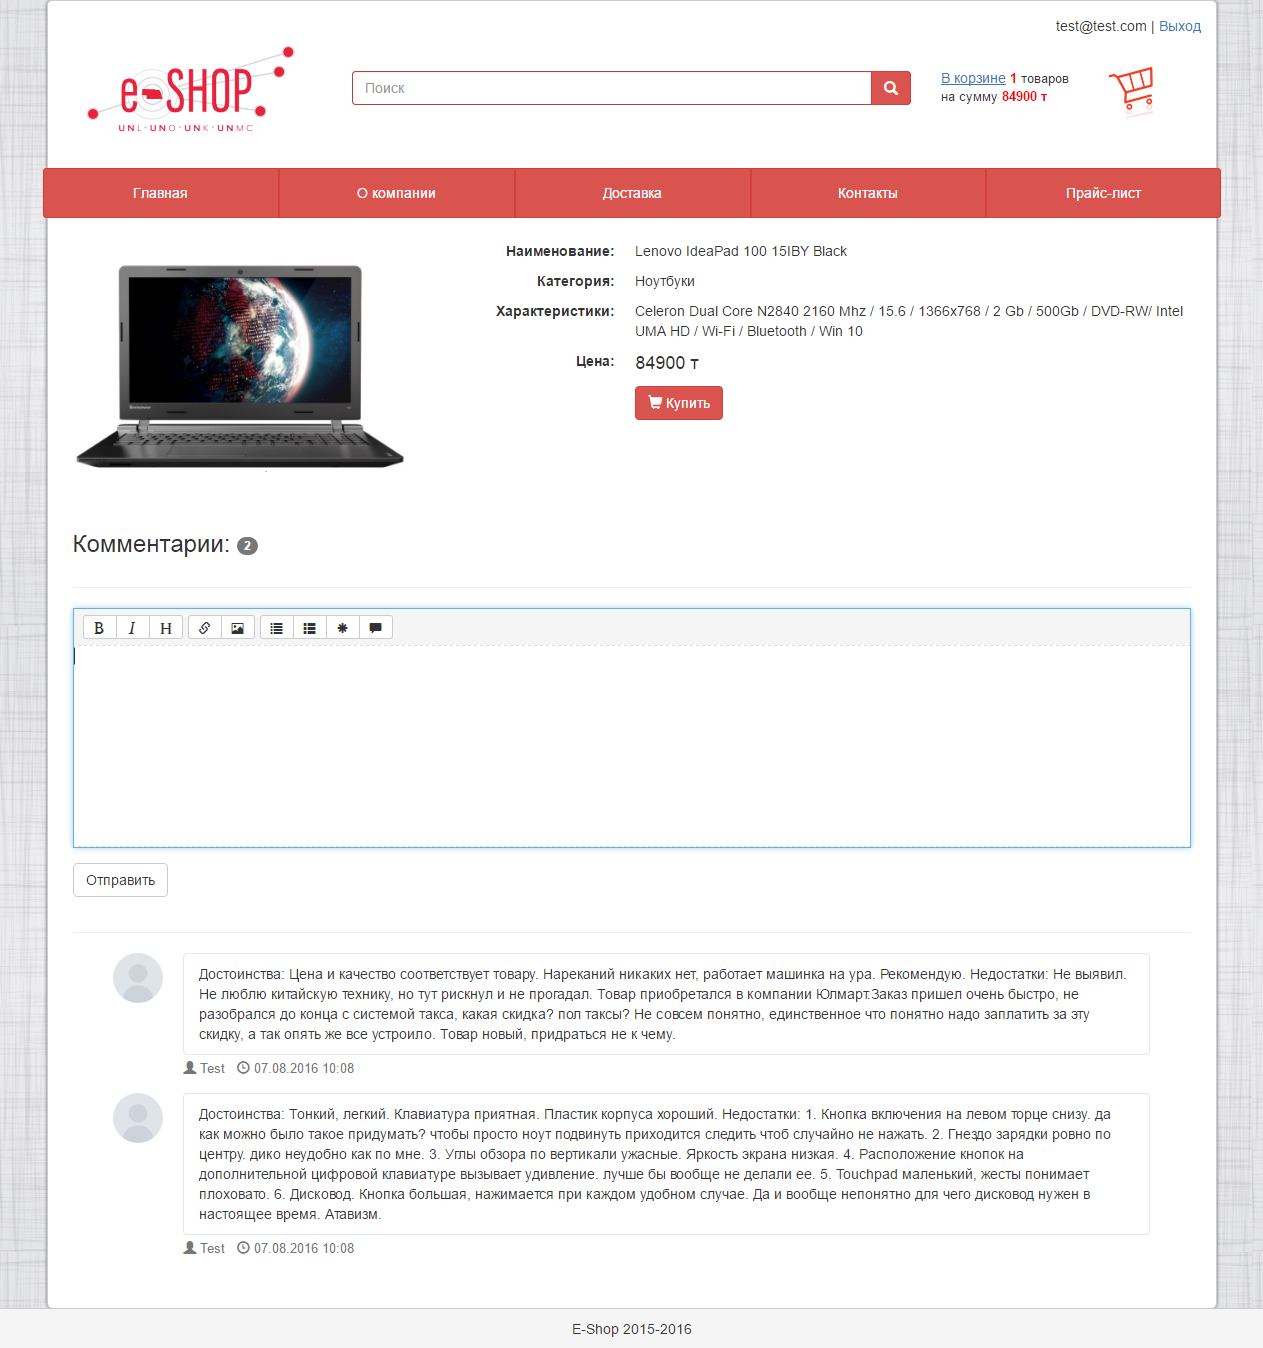 test@test.com | Выход
e-SHOP
UNL·UNO·UNK·UNMC
Поиск
В корзине 1 товаров
на сумму 84900 т
Главная
О компании
Доставка
Контакты
Прайс-лист
Наименование: Lenovo IdeaPad 100 15IBY Black
Категория: Ноутбуки
Характеристики: Celeron Dual Core N2840 2160 Mhz / 15.6 / 1366x768 / 2 Gb / 500Gb / DVD-RW/ Intel
UMA HD / Wi-Fi / Bluetooth / Win 10
Цена: 84900 т
Купить
Комментарии: 2
B I H
Отправить
Достоинства: Цена и качество соответствует товару. Нареканий никаких нет, работает машинка на ура. Рекомендую. Недостатки: Не выявил.
Не люблю китайскую технику, но тут рискнул и не прогадал. Товар приобретался в компании Юлмарт.Заказ пришел очень быстро, не
разобрался до конца с системой такса, какая скидка? пол таксы? Не совсем понятно, единственное что понятно надо заплатить за эту
скидку, а так опять же все устроило. Товар новый, придраться не к чему.
Test 07.08.2016 10:08
Достоинства: Тонкий, легкий. Клавиатура приятная. Пластик корпуса хороший. Недостатки: 1. Кнопка включения на левом торце снизу. да
как можно было такое придумать? чтобы просто ноут подвинуть приходится следить чтоб случайно не нажать. 2. Гнездо зарядки ровно по
центру. дико неудобно как по мне. 3. Углы обзора по вертикали ужасные. Яркость экрана низкая. 4. Расположение кнопок на
дополнительной цифровой клавиатуре вызывает удивление. лучше бы вообще не делали ее. 5. Touchpad маленький, жесты понимает
плоховато. 6. Дисковод. Кнопка большая, нажимается при каждом удобном случае. Да и вообще непонятно для чего дисковод нужен в
настоящее время. Атавизм.
Test 07.08.2016 10:08
E-Shop 2015-2016